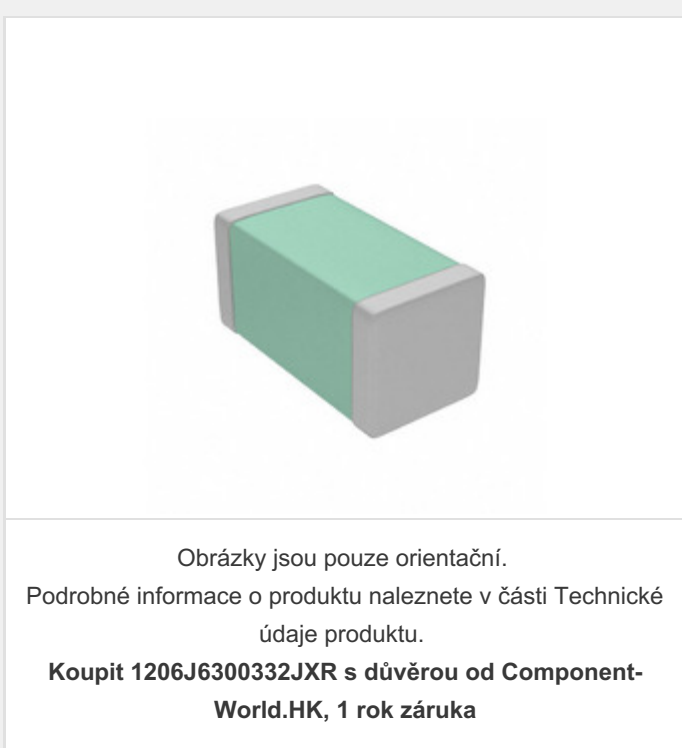 Obrázky jsou pouze orientační.
Podrobné informace o produktu naleznete v části Technické
údaje produktu.
Koupit 1206J6300332JXR s důvěrou od Component-
World.HK, 1 rok záruka